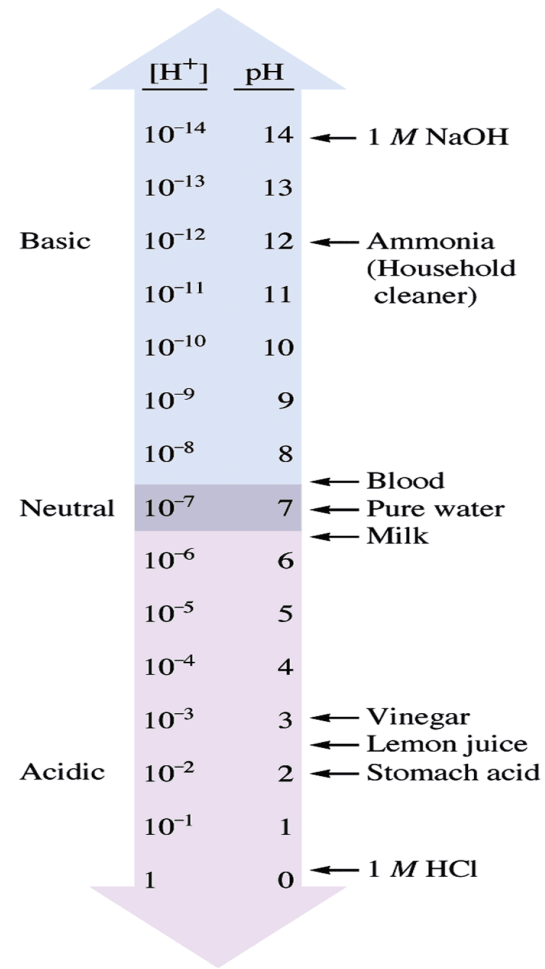 [H⁺] pH
10⁻¹⁴ 14 1 M NaOH
10⁻¹³ 13
Basic 10⁻¹² 12 Ammonia
(Household
cleaner)
10⁻¹¹ 11
10⁻¹⁰ 10
10⁻⁹ 9
10⁻⁸ 8
Blood
Neutral 10⁻⁷ 7 Pure water
Milk
10⁻⁶ 6
10⁻⁵ 5
10⁻⁴ 4
10⁻³ 3 Vinegar
Lemon juice
Acidic 10⁻² 2 Stomach acid
10⁻¹ 1
1 0 1 M HCl